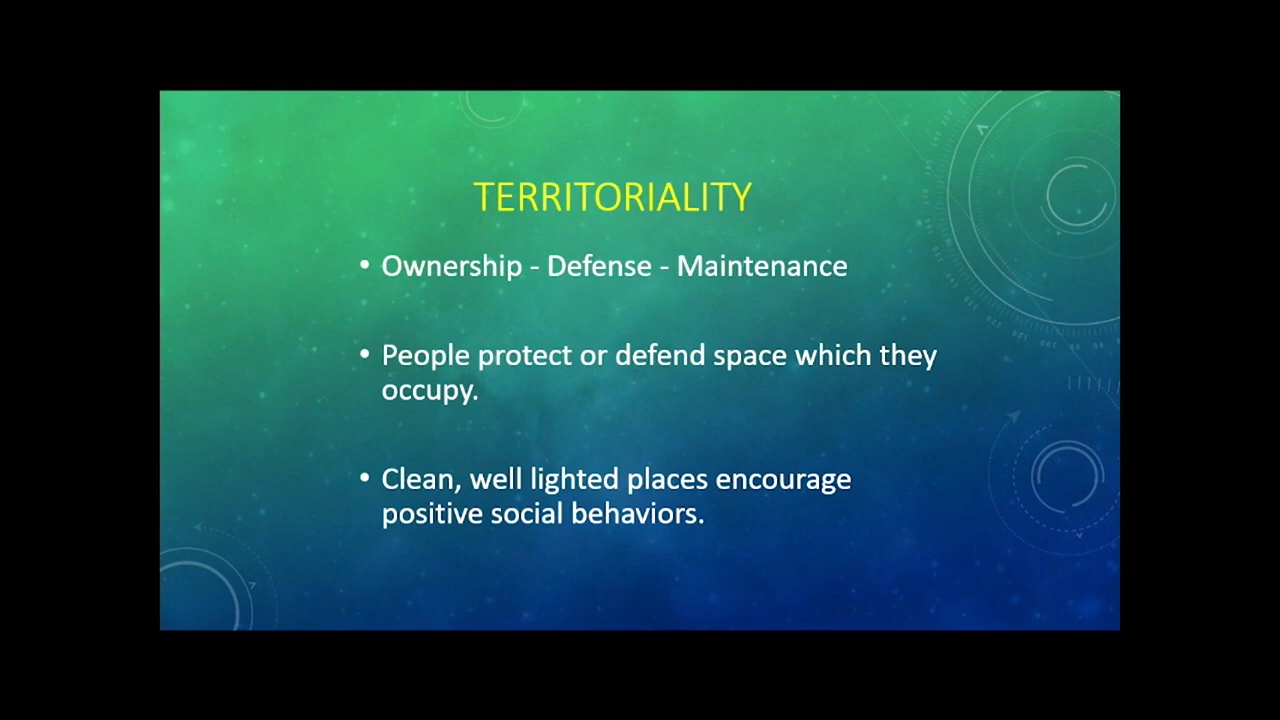 TERRITORIALITY
• Ownership - Defense - Maintenance
• People protect or defend space which they
occupy.
• Clean, well lighted places encourage
positive social behaviors.